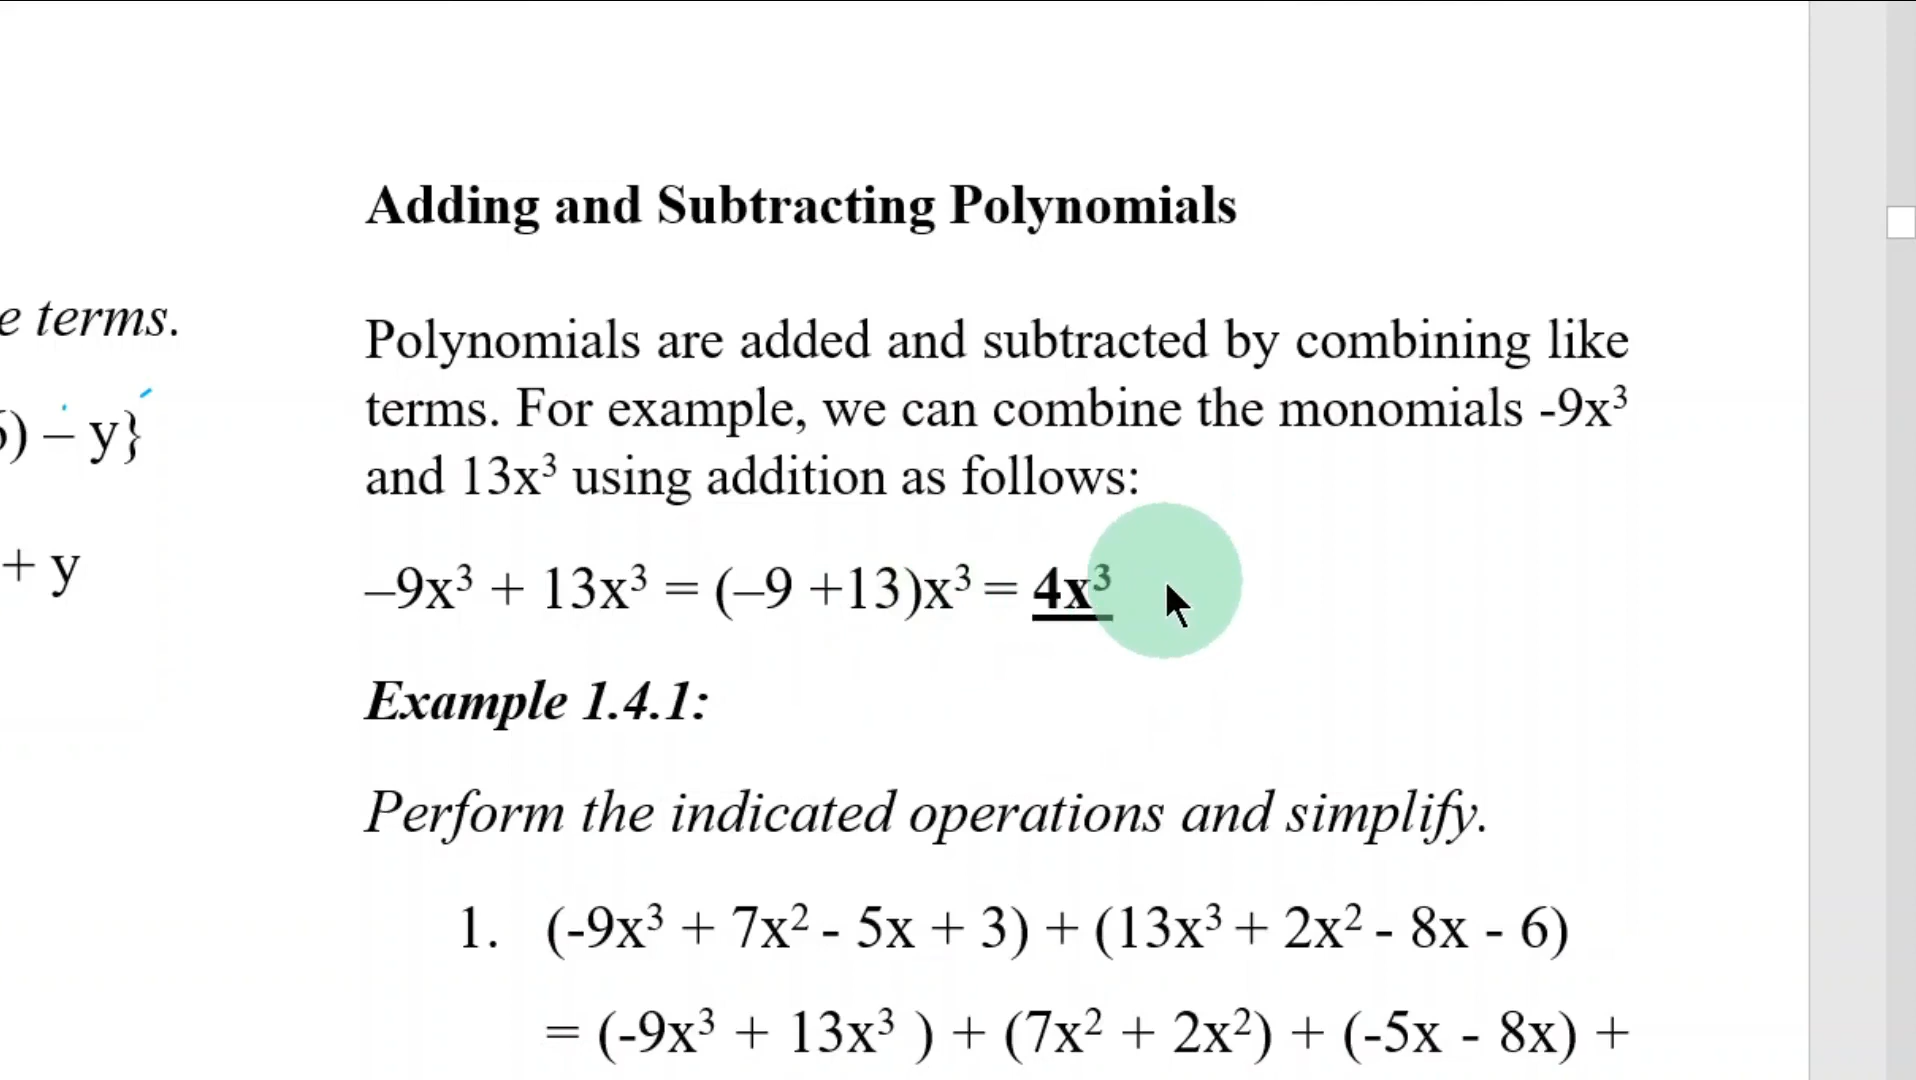 Adding and Subtracting Polynomials
e terms.
Polynomials are added and subtracted by combining like
terms. For example, we can combine the monomials -9x³
) – y}
and 13x³ using addition as follows:
+ y
–9x³ + 13x³ = (–9 +13)x³ = 4x³
Example 1.4.1:
Perform the indicated operations and simplify.
1. (-9x³ + 7x² - 5x + 3) + (13x³ + 2x² - 8x - 6)
= (-9x³ + 13x³ ) + (7x² + 2x²) + (-5x - 8x) +